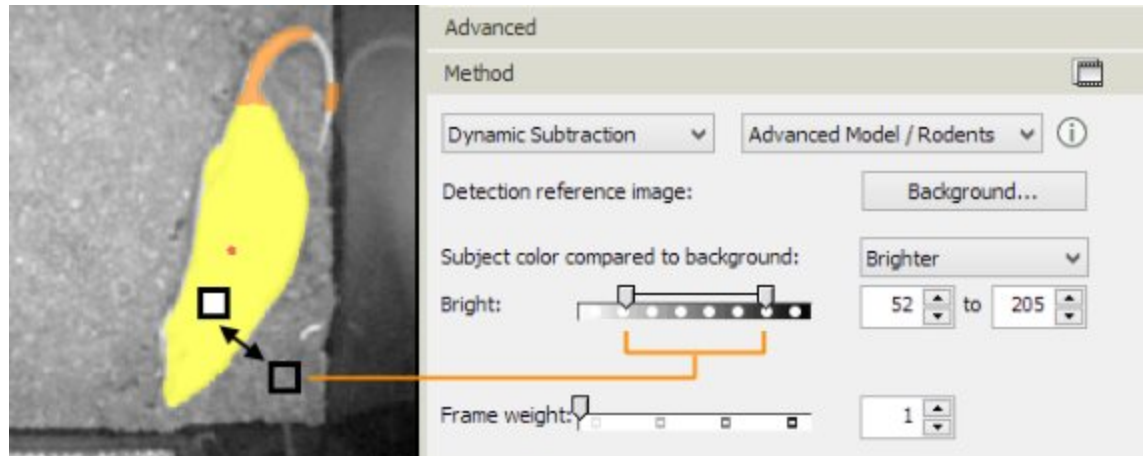 Advanced
Method
Dynamic Subtraction Advanced Model / Rodents
Detection reference image: Background...
Subject color compared to background: Brighter
Bright: 52 to 205
Frame weight: 1